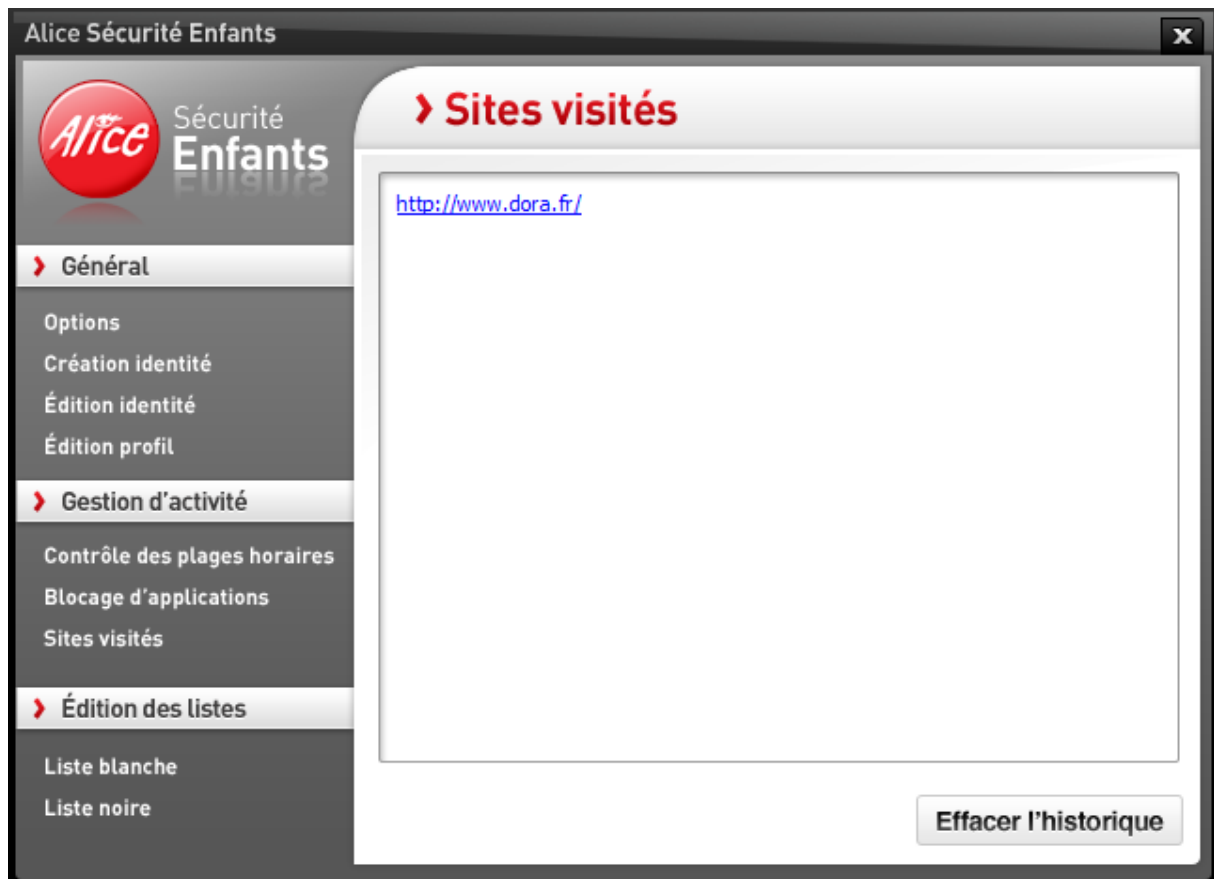 Alice Sécurité Enfants
x
Alice
Sécurité
Enfants
Sites visités
http://www.dora.fr/
Général
Options
Création identité
Édition identité
Édition profil
Gestion d'activité
Contrôle des plages horaires
Blocage d'applications
Sites visités
Édition des listes
Liste blanche
Liste noire
Effacer l'historique